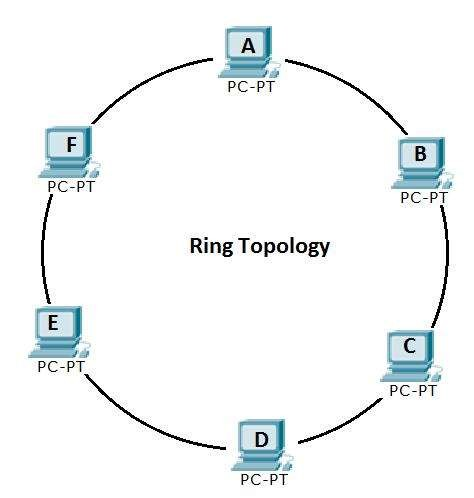 A
PC-PT
F
PC-PT
B
PC-PT
Ring Topology
E
PC-PT
C
PC-PT
D
PC-PT